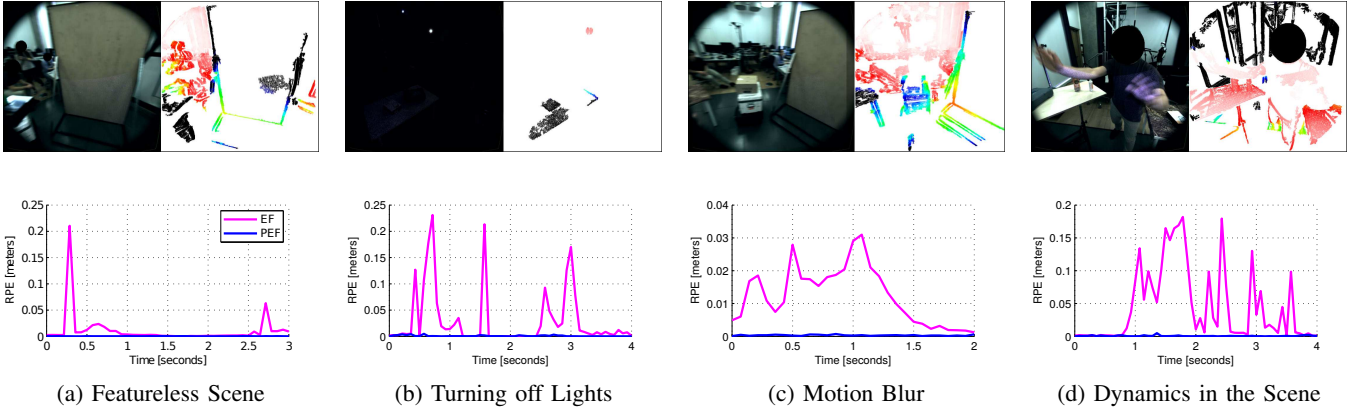 0.25
0.2
0.15
0.1
0.05
0
RPE [meters]
0 0.5 1 1.5 2 2.5 3
Time [seconds]
EF
PEF
0.25
0.2
0.15
0.1
0.05
0
RPE [meters]
0 1 2 3 4
Time [seconds]
0.04
0.03
0.02
0.01
0
RPE [meters]
0 0.5 1 1.5 2
Time [seconds]
0.2
0.15
0.1
0.05
0
RPE [meters]
0 1 2 3 4
Time [seconds]
(a) Featureless Scene
(b) Turning off Lights
(c) Motion Blur
(d) Dynamics in the Scene